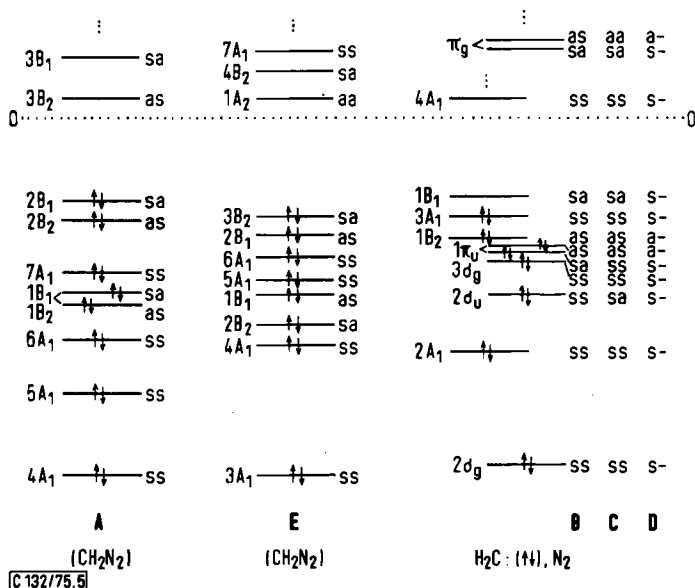 ⋮ ⋮ ⋮
3B₁ sa
3B₂ as
7A₁ ss
4B₂ sa
1A₂ aa
πg < as aa a-
sa sa s-
⋮
4A₁ ss ss s-
0 0
2B₁ sa
2B₂ as
7A₁ ss
1B₁ sa
1B₂ as
6A₁ ss
5A₁ ss
4A₁ ss
3B₂ sa
2B₁ as
6A₁ ss
5A₁ ss
1B₁ as
2B₂ sa
4A₁ ss
3A₁ ss
1B₁ sa sa s-
3A₁ ss ss s-
1B₂ as as a-
1πu < as as a-
sa ss s-
3σg ss ss s-
2σu ss sa s-
2A₁ ss ss s-
2σg ss ss s-
A E B C D
(CH₂N₂) (CH₂N₂) H₂C: (↑↓), N₂
C 132/75.5